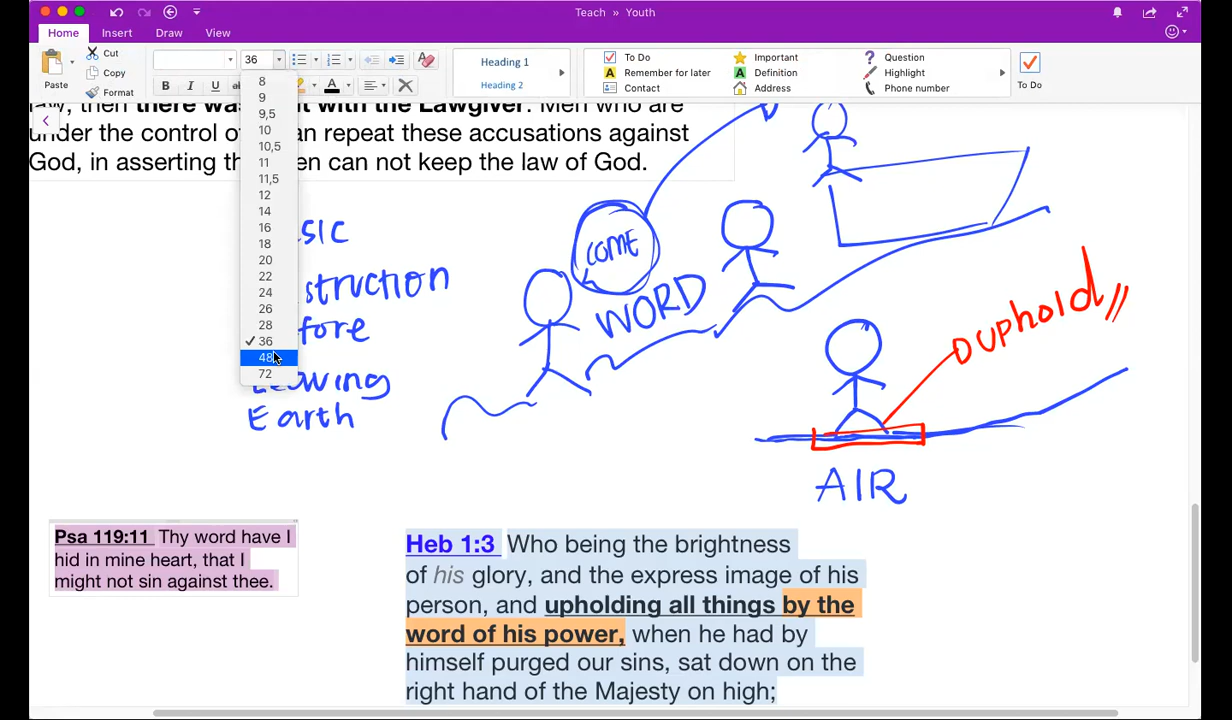 Teach » Youth
Home Insert Draw View
Paste
Cut
Copy
Format
36
B I U ab A
Heading 1
Heading 2
To Do
Remember for later
Contact
Important
Definition
Address
Question
Highlight
Phone number
To Do
8
9
9,5
10
10,5
11
11,5
12
14
16
18
20
22
24
26
28
✓ 36
48
72
law, then there was with the Lawgiver. Men who are
under the control of an repeat these accusations against
God, in asserting th en can not keep the law of God.
sic
struction
fore
Leaving
Earth
COME
WORD
uphold
AIR
Psa 119:11 Thy word have I
hid in mine heart, that I
might not sin against thee.
Heb 1:3 Who being the brightness
of his glory, and the express image of his
person, and upholding all things by the
word of his power, when he had by
himself purged our sins, sat down on the
right hand of the Majesty on high;